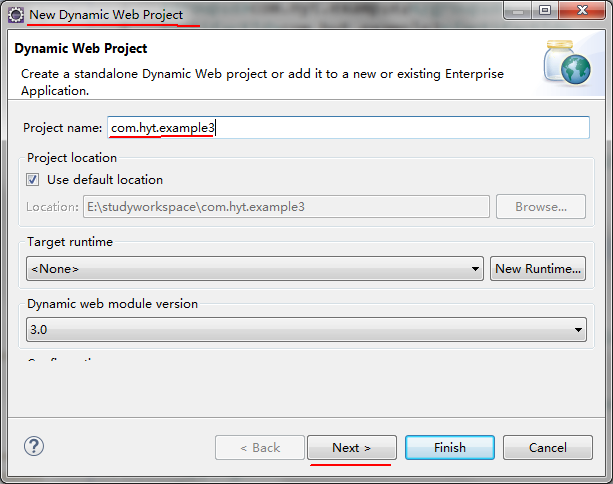 New Dynamic Web Project
Dynamic Web Project
Create a standalone Dynamic Web project or add it to a new or existing Enterprise
Application.
Project name: com.hyt.example3
Project location
Use default location
Location: E:\studyworkspace\com.hyt.example3 Browse...
Target runtime
<None> New Runtime...
Dynamic web module version
3.0
? < Back Next > Finish Cancel